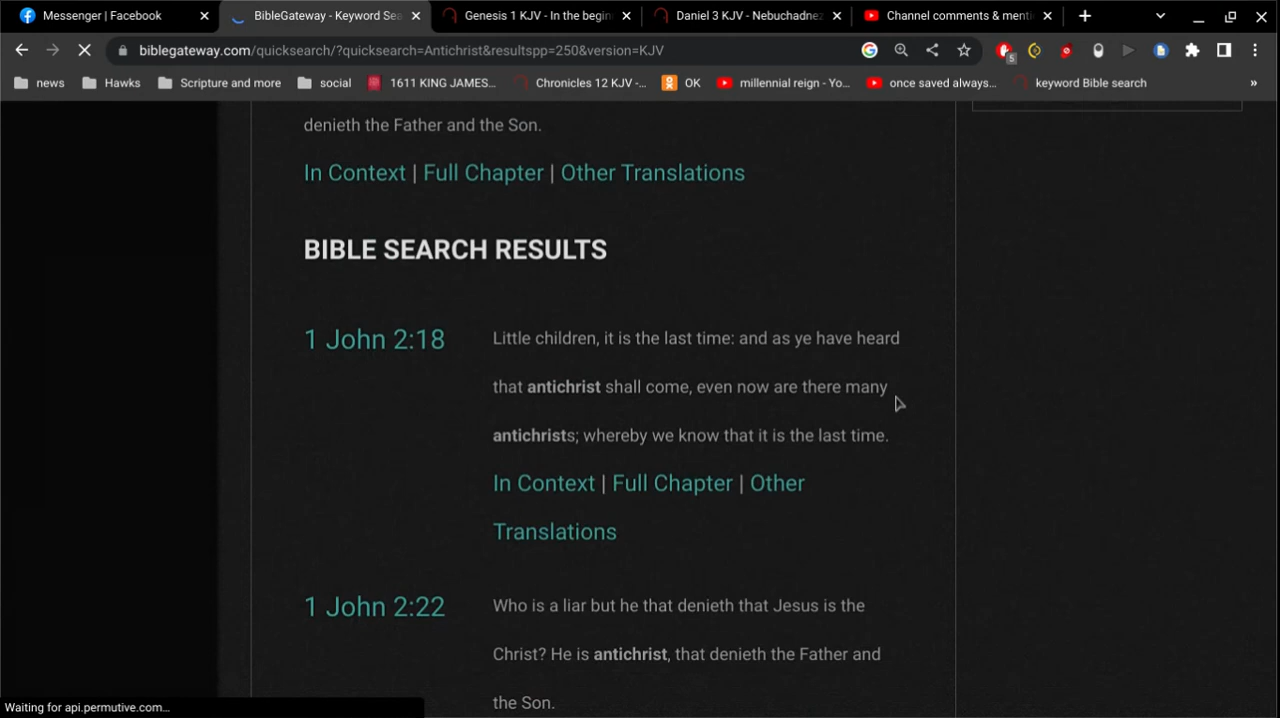 Messenger | Facebook
BibleGateway - Keyword Sea
Genesis 1 KJV - In the begin
Daniel 3 KJV - Nebuchadnez
Channel comments & menti
biblegateway.com/quicksearch/?quicksearch=Antichrist&resultspp=250&version=KJV
5
news
Hawks
Scripture and more
social
1611 KING JAMES...
Chronicles 12 KJV -...
OK
millennial reign - Yo...
once saved always...
keyword Bible search
»
denieth the Father and the Son.
In Context | Full Chapter | Other Translations
BIBLE SEARCH RESULTS
1 John 2:18
Little children, it is the last time: and as ye have heard
that antichrist shall come, even now are there many
antichrists; whereby we know that it is the last time.
In Context | Full Chapter | Other
Translations
1 John 2:22
Who is a liar but he that denieth that Jesus is the
Christ? He is antichrist, that denieth the Father and
the Son.
Waiting for api.permutive.com...